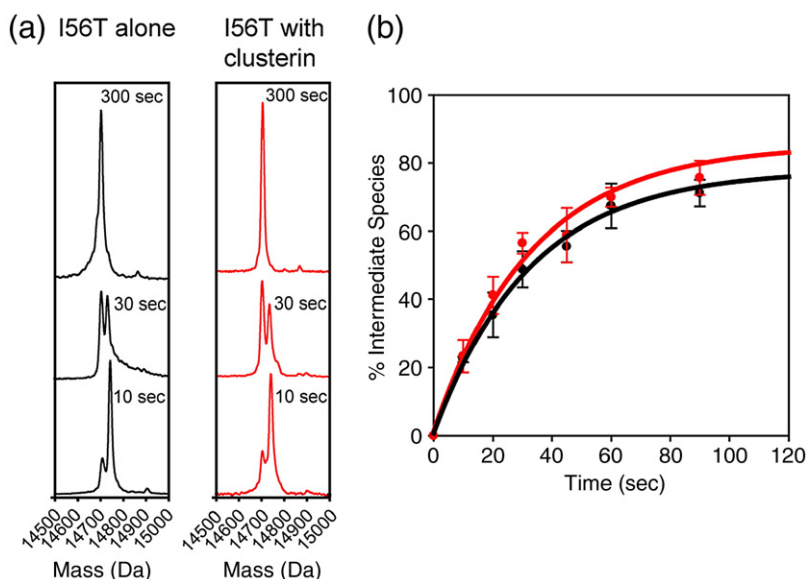 (a)
I56T alone
I56T with
clusterin
300 sec
30 sec
10 sec
300 sec
30 sec
10 sec
14500
14600
14700
14800
14900
15000
Mass (Da)
14500
14600
14700
14800
14900
15000
Mass (Da)
(b)
% Intermediate Species
100
80
60
40
20
0
0 20 40 60 80 100 120
Time (sec)